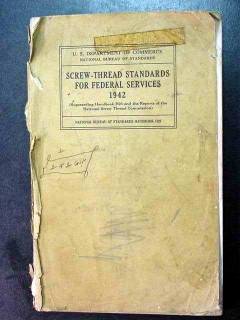 U. S. DEPARTMENT OF COMMERCE
NATIONAL BUREAU OF STANDARDS
SCREW-THREAD STANDARDS
FOR FEDERAL SERVICES
1942
(Superseding Handbook H25 and the Reports of the
National Screw Thread Commission)
NATIONAL BUREAU OF STANDARDS HANDBOOK H28